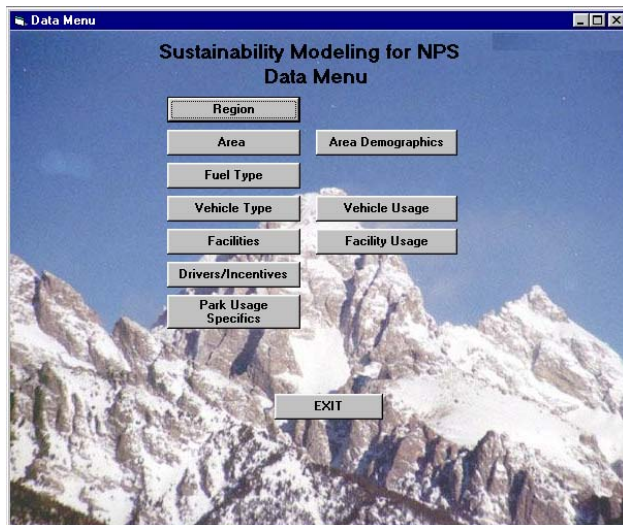 Data Menu
Sustainability Modeling for NPS
Data Menu
Region
Area
Area Demographics
Fuel Type
Vehicle Type
Vehicle Usage
Facilities
Facility Usage
Drivers/Incentives
Park Usage
Specifics
EXIT